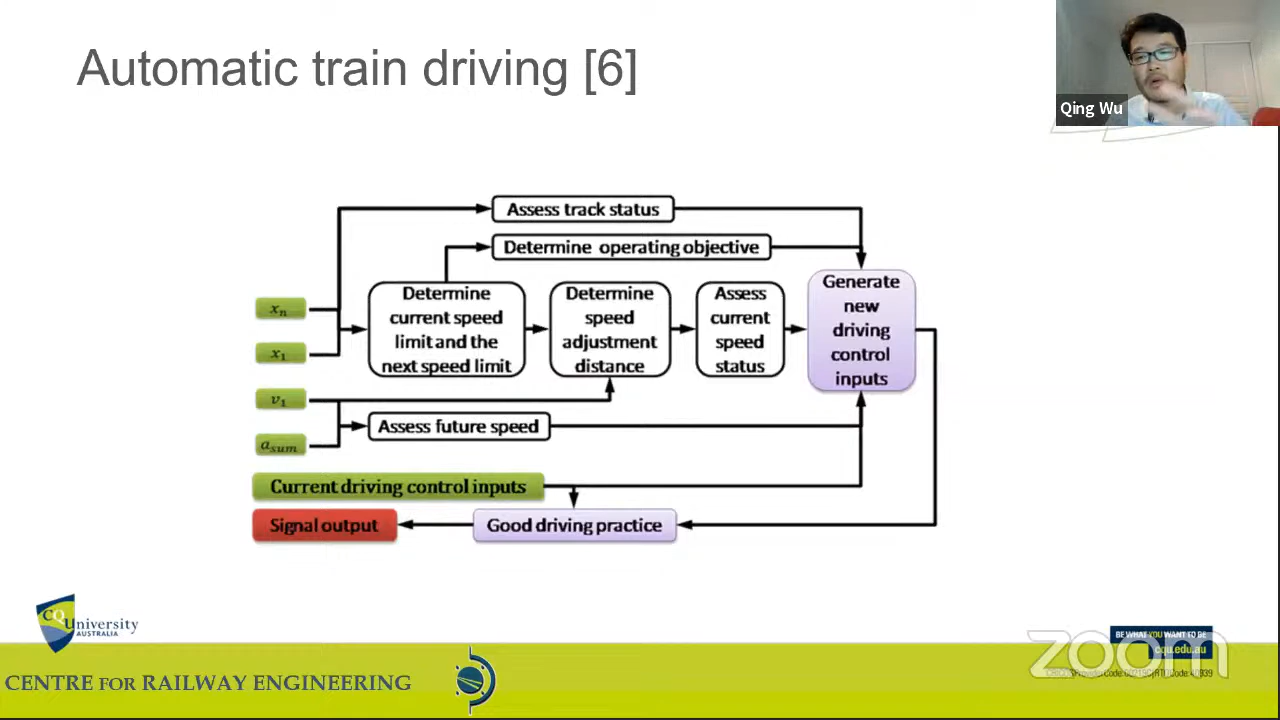 Automatic train driving [6]
Qing Wu
Assess track status
Determine operating objective
xn
x1
v1
asum
Determine
current speed
limit and the
next speed limit
Determine
speed
adjustment
distance
Assess
current
speed
status
Generate
new
driving
control
inputs
Assess future speed
Current driving control inputs
Signal output
Good driving practice
CQUniversity
AUSTRALIA
CENTRE FOR RAILWAY ENGINEERING
BE WHAT YOU WANT TO BE
cqu.edu.au
zoom